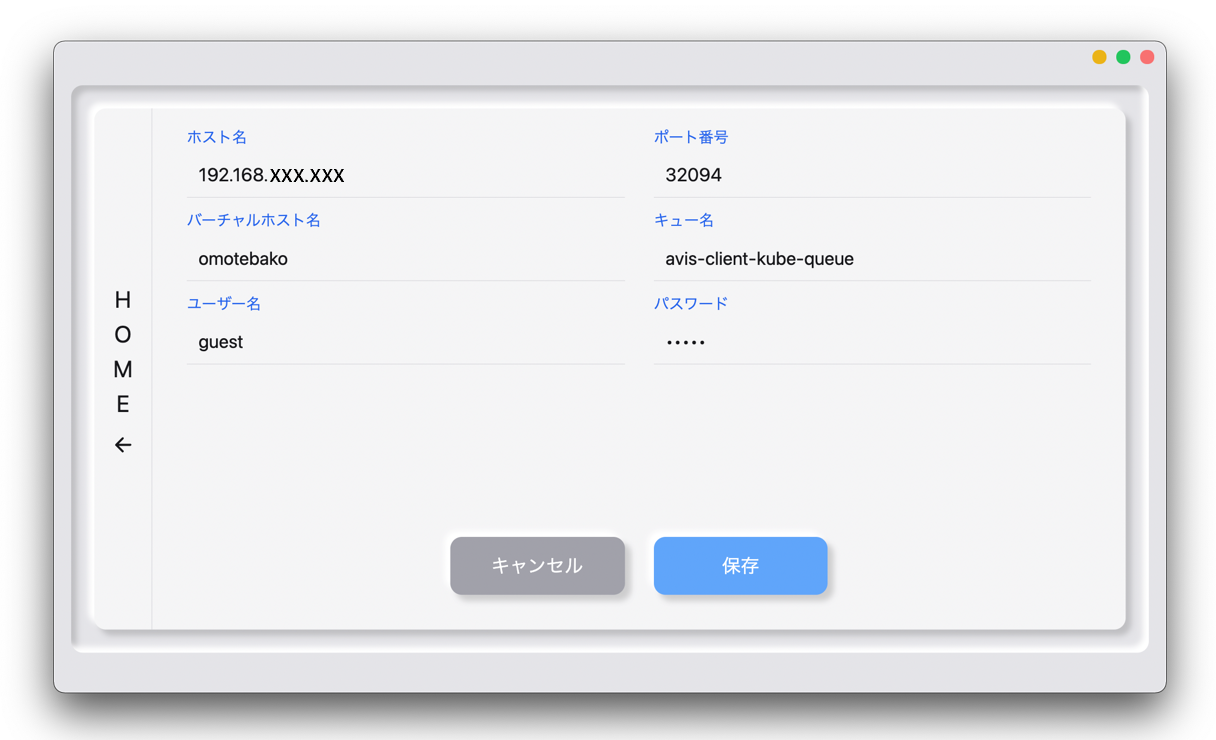 ホスト名
192.168.XXX.XXX
ポート番号
32094
バーチャルホスト名
omotebako
キュー名
avis-client-kube-queue
ユーザー名
guest
パスワード
•••••
HOME
←
キャンセル
保存